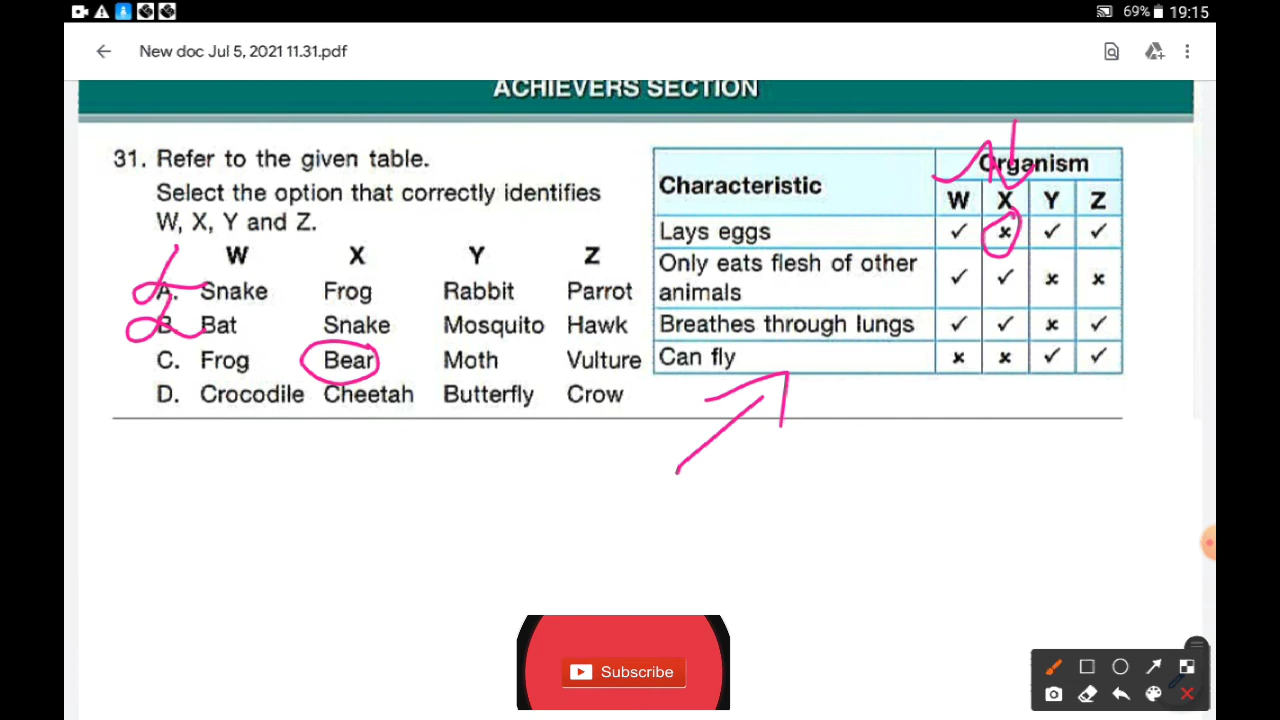 69% 19:15
New doc Jul 5, 2021 11.31.pdf
ACHIEVERS SECTION
31. Refer to the given table.
Select the option that correctly identifies
W, X, Y and Z.
W X Y Z
A. Snake Frog Rabbit Parrot
B. Bat Snake Mosquito Hawk
C. Frog Bear Moth Vulture
D. Crocodile Cheetah Butterfly Crow
Characteristic Organism
W X Y Z
Lays eggs ✓ × ✓ ✓
Only eats flesh of other
animals ✓ ✓ × ×
Breathes through lungs ✓ ✓ × ✓
Can fly × × ✓ ✓
Subscribe